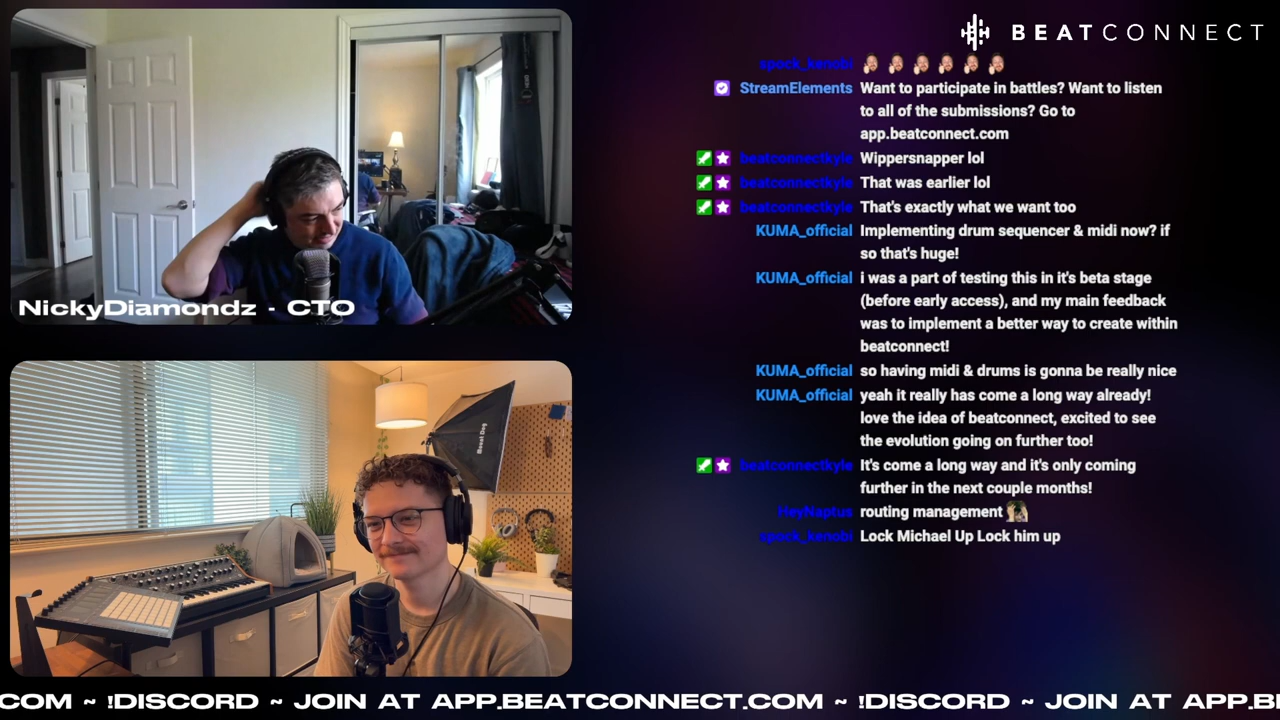 BEATCONNECT
spock_kenobi
StreamElements Want to participate in battles? Want to listen
to all of the submissions? Go to
app.beatconnect.com
beatconnectkyle Wippersnapper lol
beatconnectkyle That was earlier lol
beatconnectkyle That's exactly what we want too
KUMA_official Implementing drum sequencer & midi now? if
so that's huge!
KUMA_official i was a part of testing this in it's beta stage
(before early access), and my main feedback
was to implement a better way to create within
beatconnect!
KUMA_official so having midi & drums is gonna be really nice
KUMA_official yeah it really has come a long way already!
love the idea of beatconnect, excited to see
the evolution going on further too!
beatconnectkyle It's come a long way and it's only coming
further in the next couple months!
HeyNaptus routing management
spock_kenobi Lock Michael Up Lock him up
NickyDiamondz - CTO
.COM ~ !DISCORD ~ JOIN AT APP.BEATCONNECT.COM ~ !DISCORD ~ JOIN AT APP.B